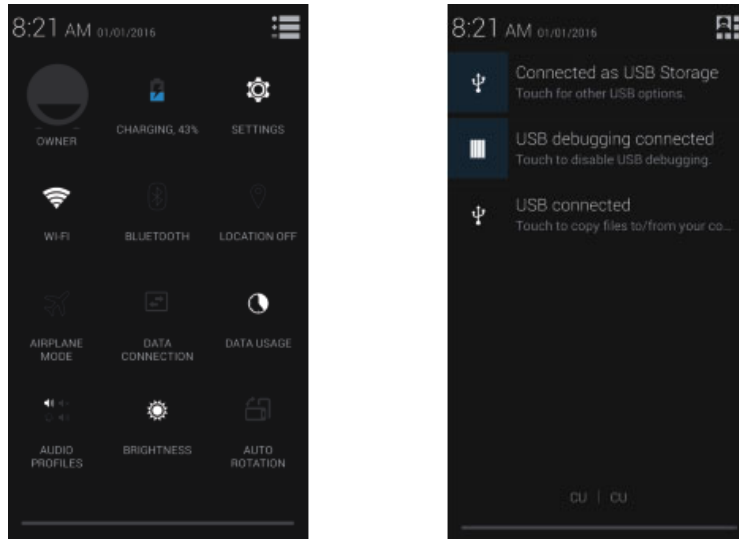 8:21 AM 01/01/2016
OWNER
CHARGING, 43%
SETTINGS
WI-FI
BLUETOOTH
LOCATION OFF
AIRPLANE
MODE
DATA
CONNECTION
DATA USAGE
AUDIO
PROFILES
BRIGHTNESS
AUTO
ROTATION
8:21 AM 01/01/2016
Connected as USB Storage
Touch for other USB options.
USB debugging connected
Touch to disable USB debugging.
USB connected
Touch to copy files to/from your co...
CU | CU